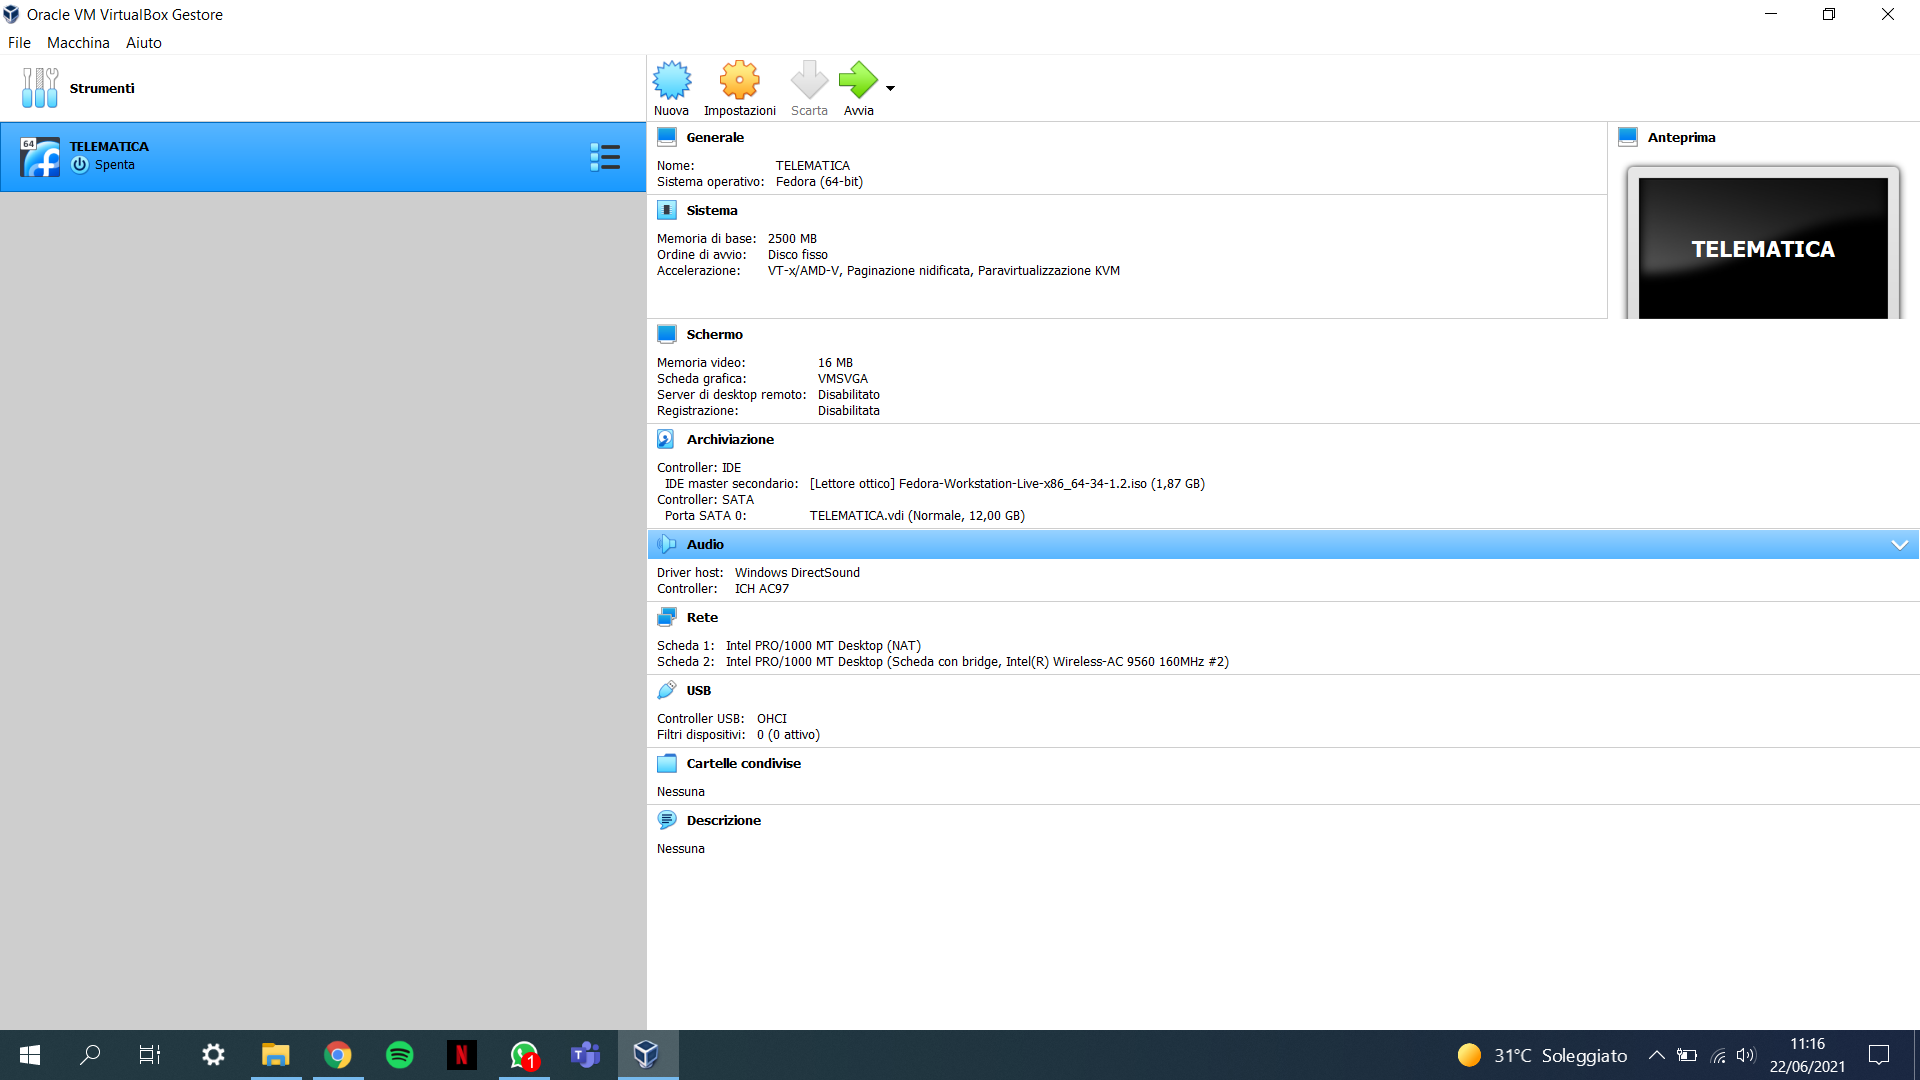 Oracle VM VirtualBox Gestore
File Macchina Aiuto
Strumenti
Nuova Impostazioni Scarta Avvia
64
TELEMATICA
Spenta
Generale
Nome: TELEMATICA
Sistema operativo: Fedora (64-bit)
Anteprima
TELEMATICA
Sistema
Memoria di base: 2500 MB
Ordine di avvio: Disco fisso
Accelerazione: VT-x/AMD-V, Paginazione nidificata, Paravirtualizzazione KVM
Schermo
Memoria video: 16 MB
Scheda grafica: VMSVGA
Server di desktop remoto: Disabilitato
Registrazione: Disabilitata
Archiviazione
Controller: IDE
IDE master secondario: [Lettore ottico] Fedora-Workstation-Live-x86_64-34-1.2.iso (1,87 GB)
Controller: SATA
Porta SATA 0: TELEMATICA.vdi (Normale, 12,00 GB)
Audio
Driver host: Windows DirectSound
Controller: ICH AC97
Rete
Scheda 1: Intel PRO/1000 MT Desktop (NAT)
Scheda 2: Intel PRO/1000 MT Desktop (Scheda con bridge, Intel(R) Wireless-AC 9560 160MHz #2)
USB
Controller USB: OHCI
Filtri dispositivi: 0 (0 attivo)
Cartelle condivise
Nessuna
Descrizione
Nessuna
N
1
T
31°C Soleggiato
11:16
22/06/2021